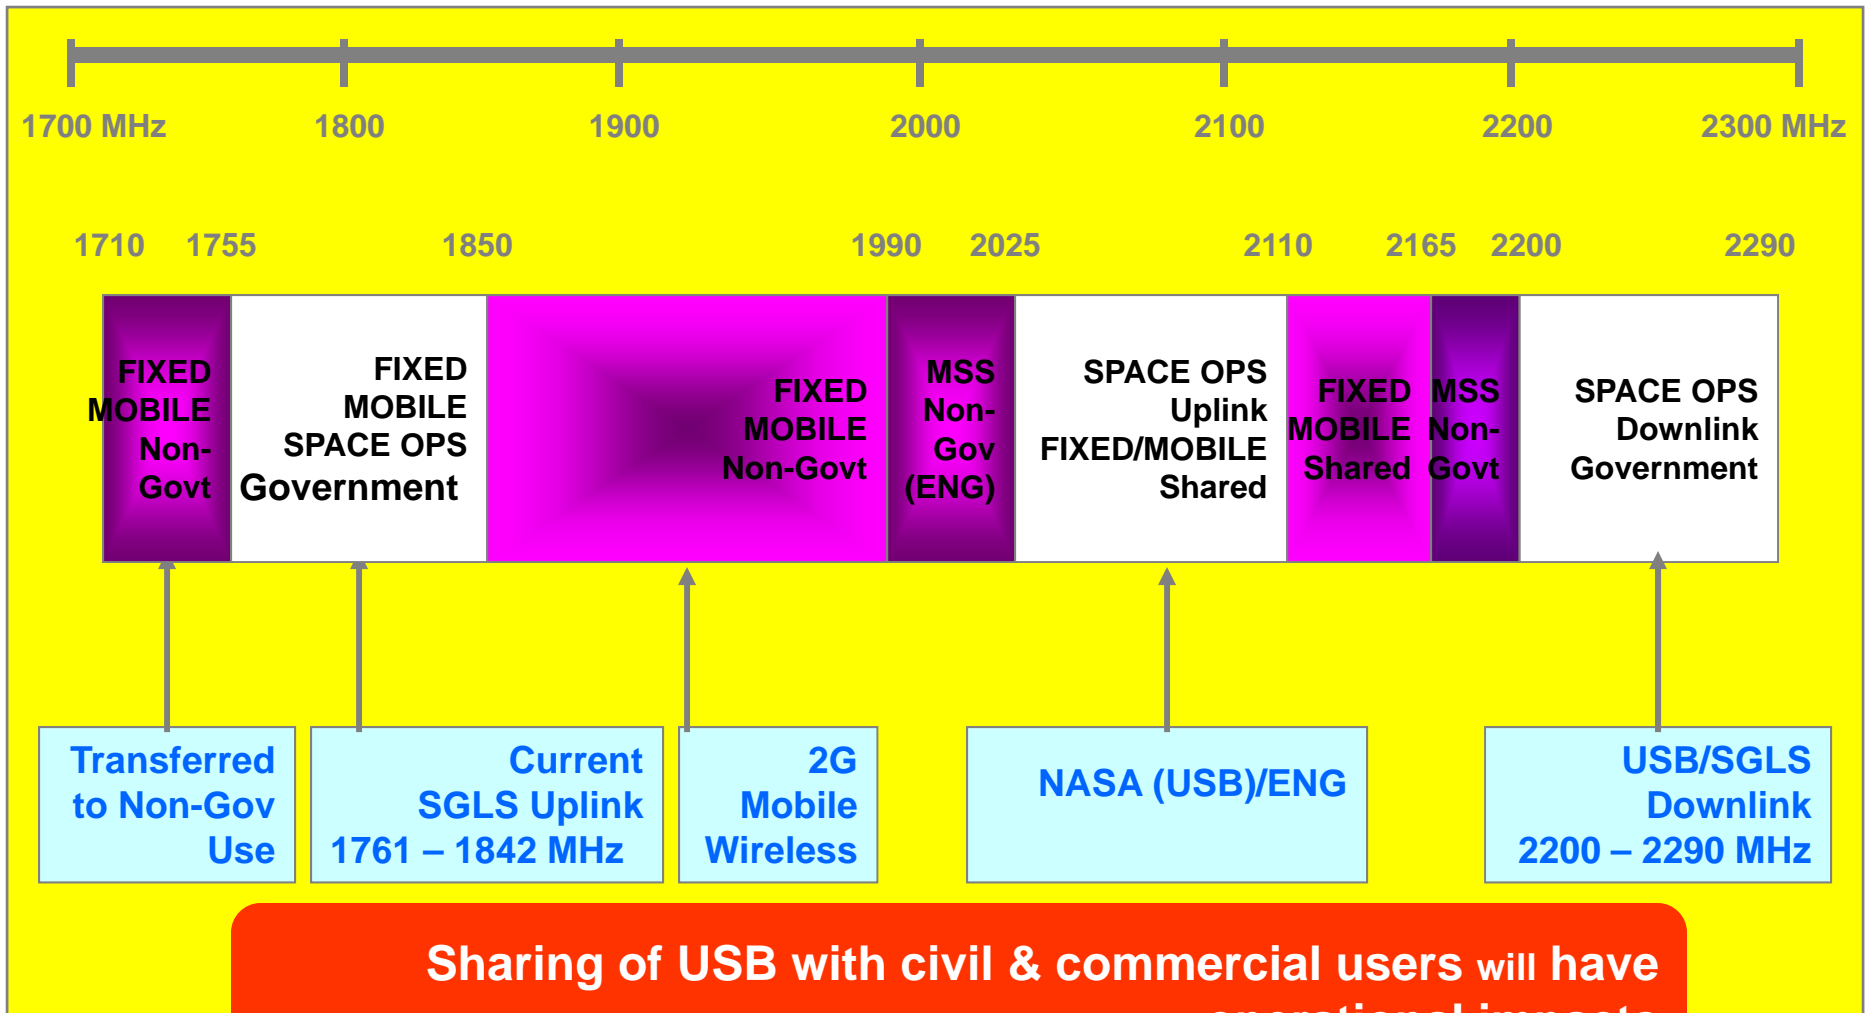 1700 MHz 1800 1900 2000 2100 2200 2300 MHz
1710 1755 1850 1990 2025 2110 2165 2200 2290
FIXED
MOBILE
Non-
Govt
FIXED
MOBILE
SPACE OPS
Government
FIXED
MOBILE
Non-Govt
MSS
Non-
Gov
(ENG)
SPACE OPS
Uplink
FIXED/MOBILE
Shared
FIXED
MOBILE
Shared
MSS
Non-
Govt
SPACE OPS
Downlink
Government
Transferred
to Non-Gov
Use
Current
SGLS Uplink
1761 – 1842 MHz
2G
Mobile
Wireless
NASA (USB)/ENG
USB/SGLS
Downlink
2200 – 2290 MHz
Sharing of USB with civil & commercial users will have
operational impacts